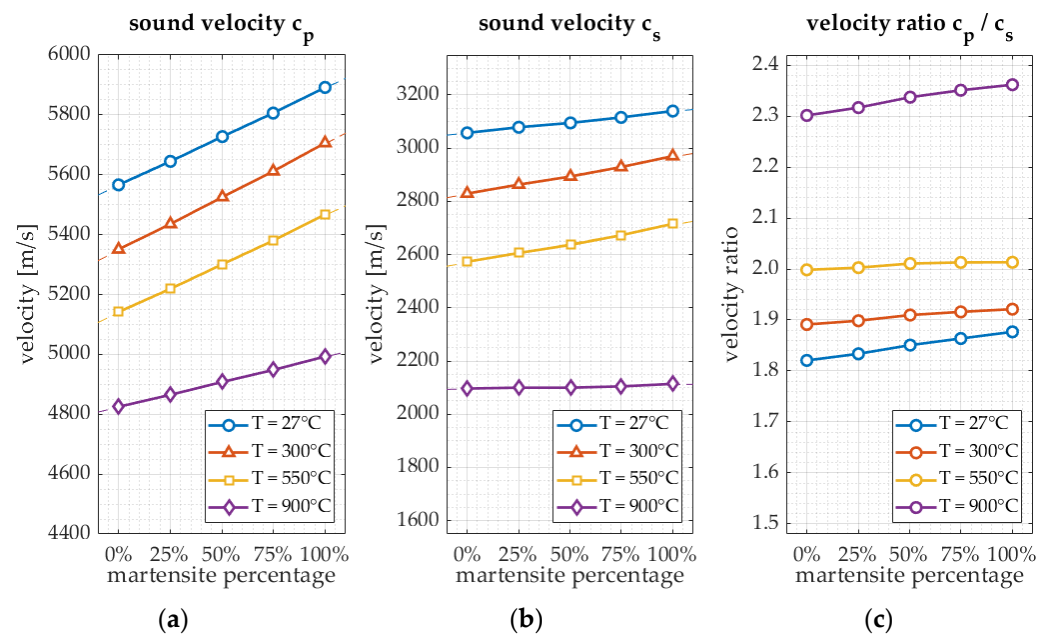 sound velocity cp
sound velocity cs
velocity ratio cp / cs
velocity [m/s]
6000
5800
5600
5400
5200
5000
4800
4600
4400
T = 27°C
T = 300°C
T = 550°C
T = 900°C
0% 25% 50% 75% 100%
martensite percentage
(a)
velocity [m/s]
3200
3000
2800
2600
2400
2200
2000
1800
1600
T = 27°C
T = 300°C
T = 550°C
T = 900°C
0% 25% 50% 75% 100%
martensite percentage
(b)
velocity ratio
2.4
2.3
2.2
2.1
2.0
1.9
1.8
1.7
1.6
1.5
T = 27°C
T = 300°C
T = 550°C
T = 900°C
0% 25% 50% 75% 100%
martensite percentage
(c)